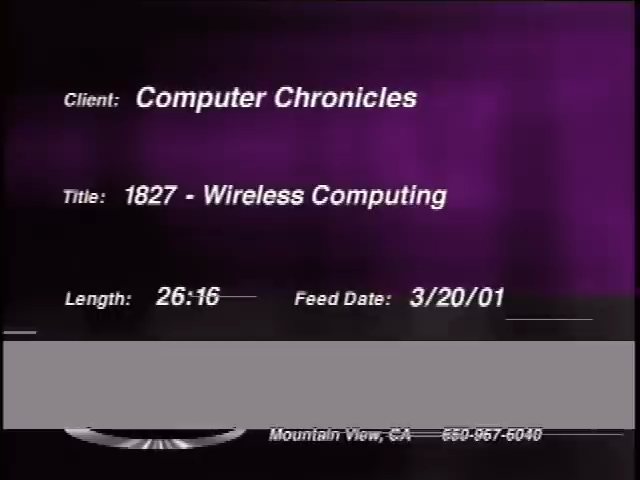 Client: Computer Chronicles
Title: 1827 - Wireless Computing
Length: 26:16 Feed Date: 3/20/01
Mountain View, CA 650-967-6040